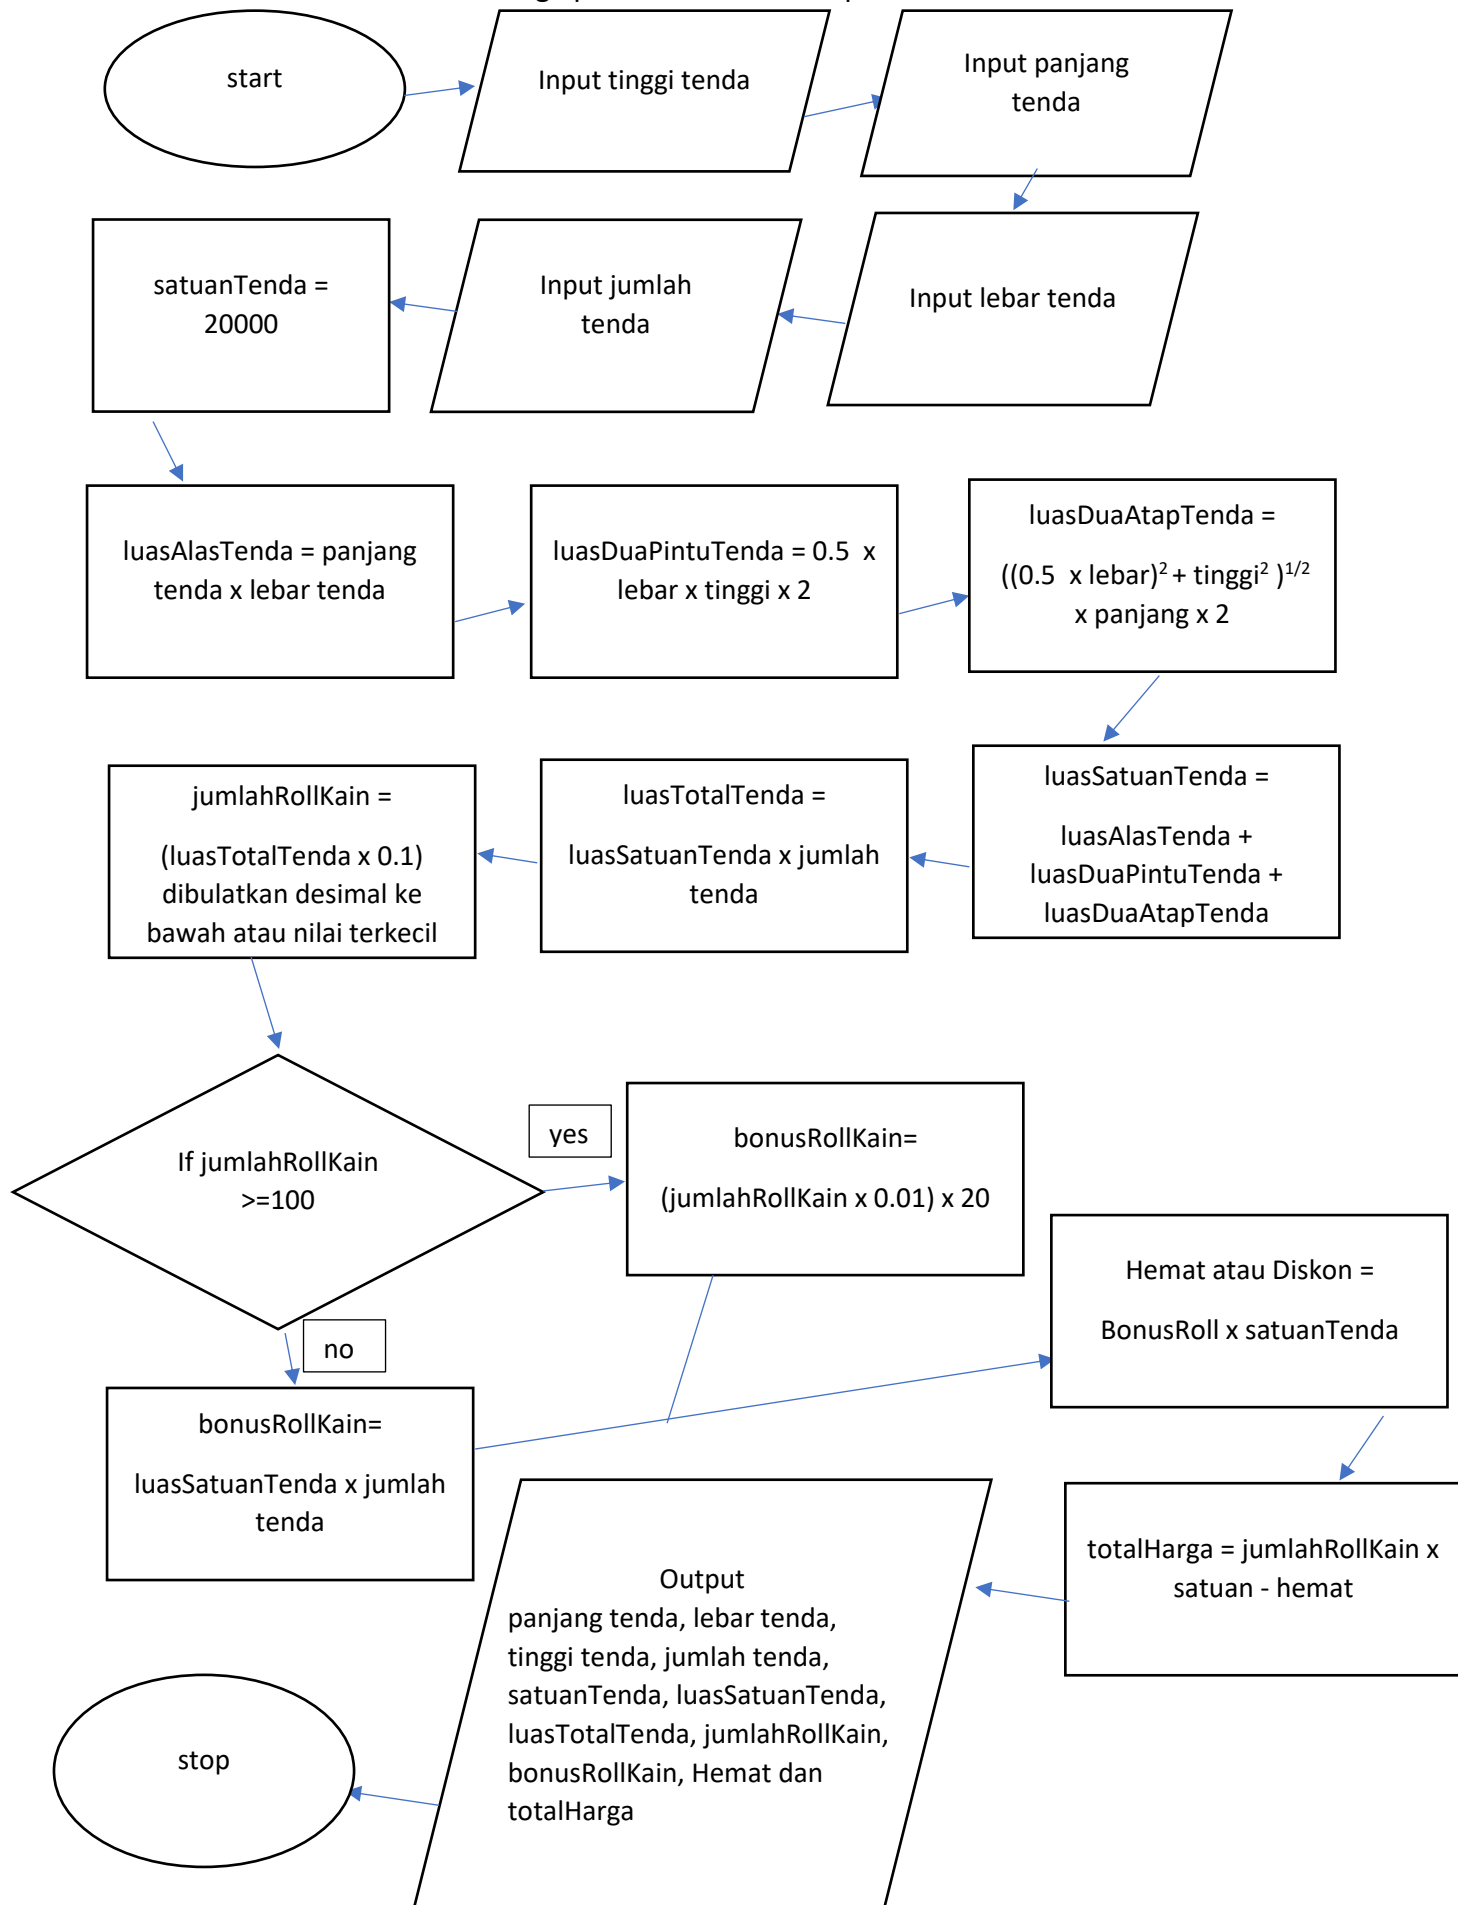 start
Input tinggi tenda
Input panjang
tenda
Input lebar tenda
Input jumlah
tenda
satuanTenda =
20000
luasAlasTenda = panjang
tenda x lebar tenda
luasDuaPintuTenda = 0.5 x
lebar x tinggi x 2
luasDuaAtapTenda =
((0.5 x lebar)² + tinggi² )¹/²
x panjang x 2
luasSatuanTenda =
luasAlasTenda +
luasDuaPintuTenda +
luasDuaAtapTenda
luasTotalTenda =
luasSatuanTenda x jumlah
tenda
jumlahRollKain =
(luasTotalTenda x 0.1)
dibulatkan desimal ke
bawah atau nilai terkecil
If jumlahRollKain
>=100
yes
bonusRollKain=
(jumlahRollKain x 0.01) x 20
no
bonusRollKain=
luasSatuanTenda x jumlah
tenda
Hemat atau Diskon =
BonusRoll x satuanTenda
totalHarga = jumlahRollKain x
satuan - hemat
Output
panjang tenda, lebar tenda,
tinggi tenda, jumlah tenda,
satuanTenda, luasSatuanTenda,
luasTotalTenda, jumlahRollKain,
bonusRollKain, Hemat dan
totalHarga
stop